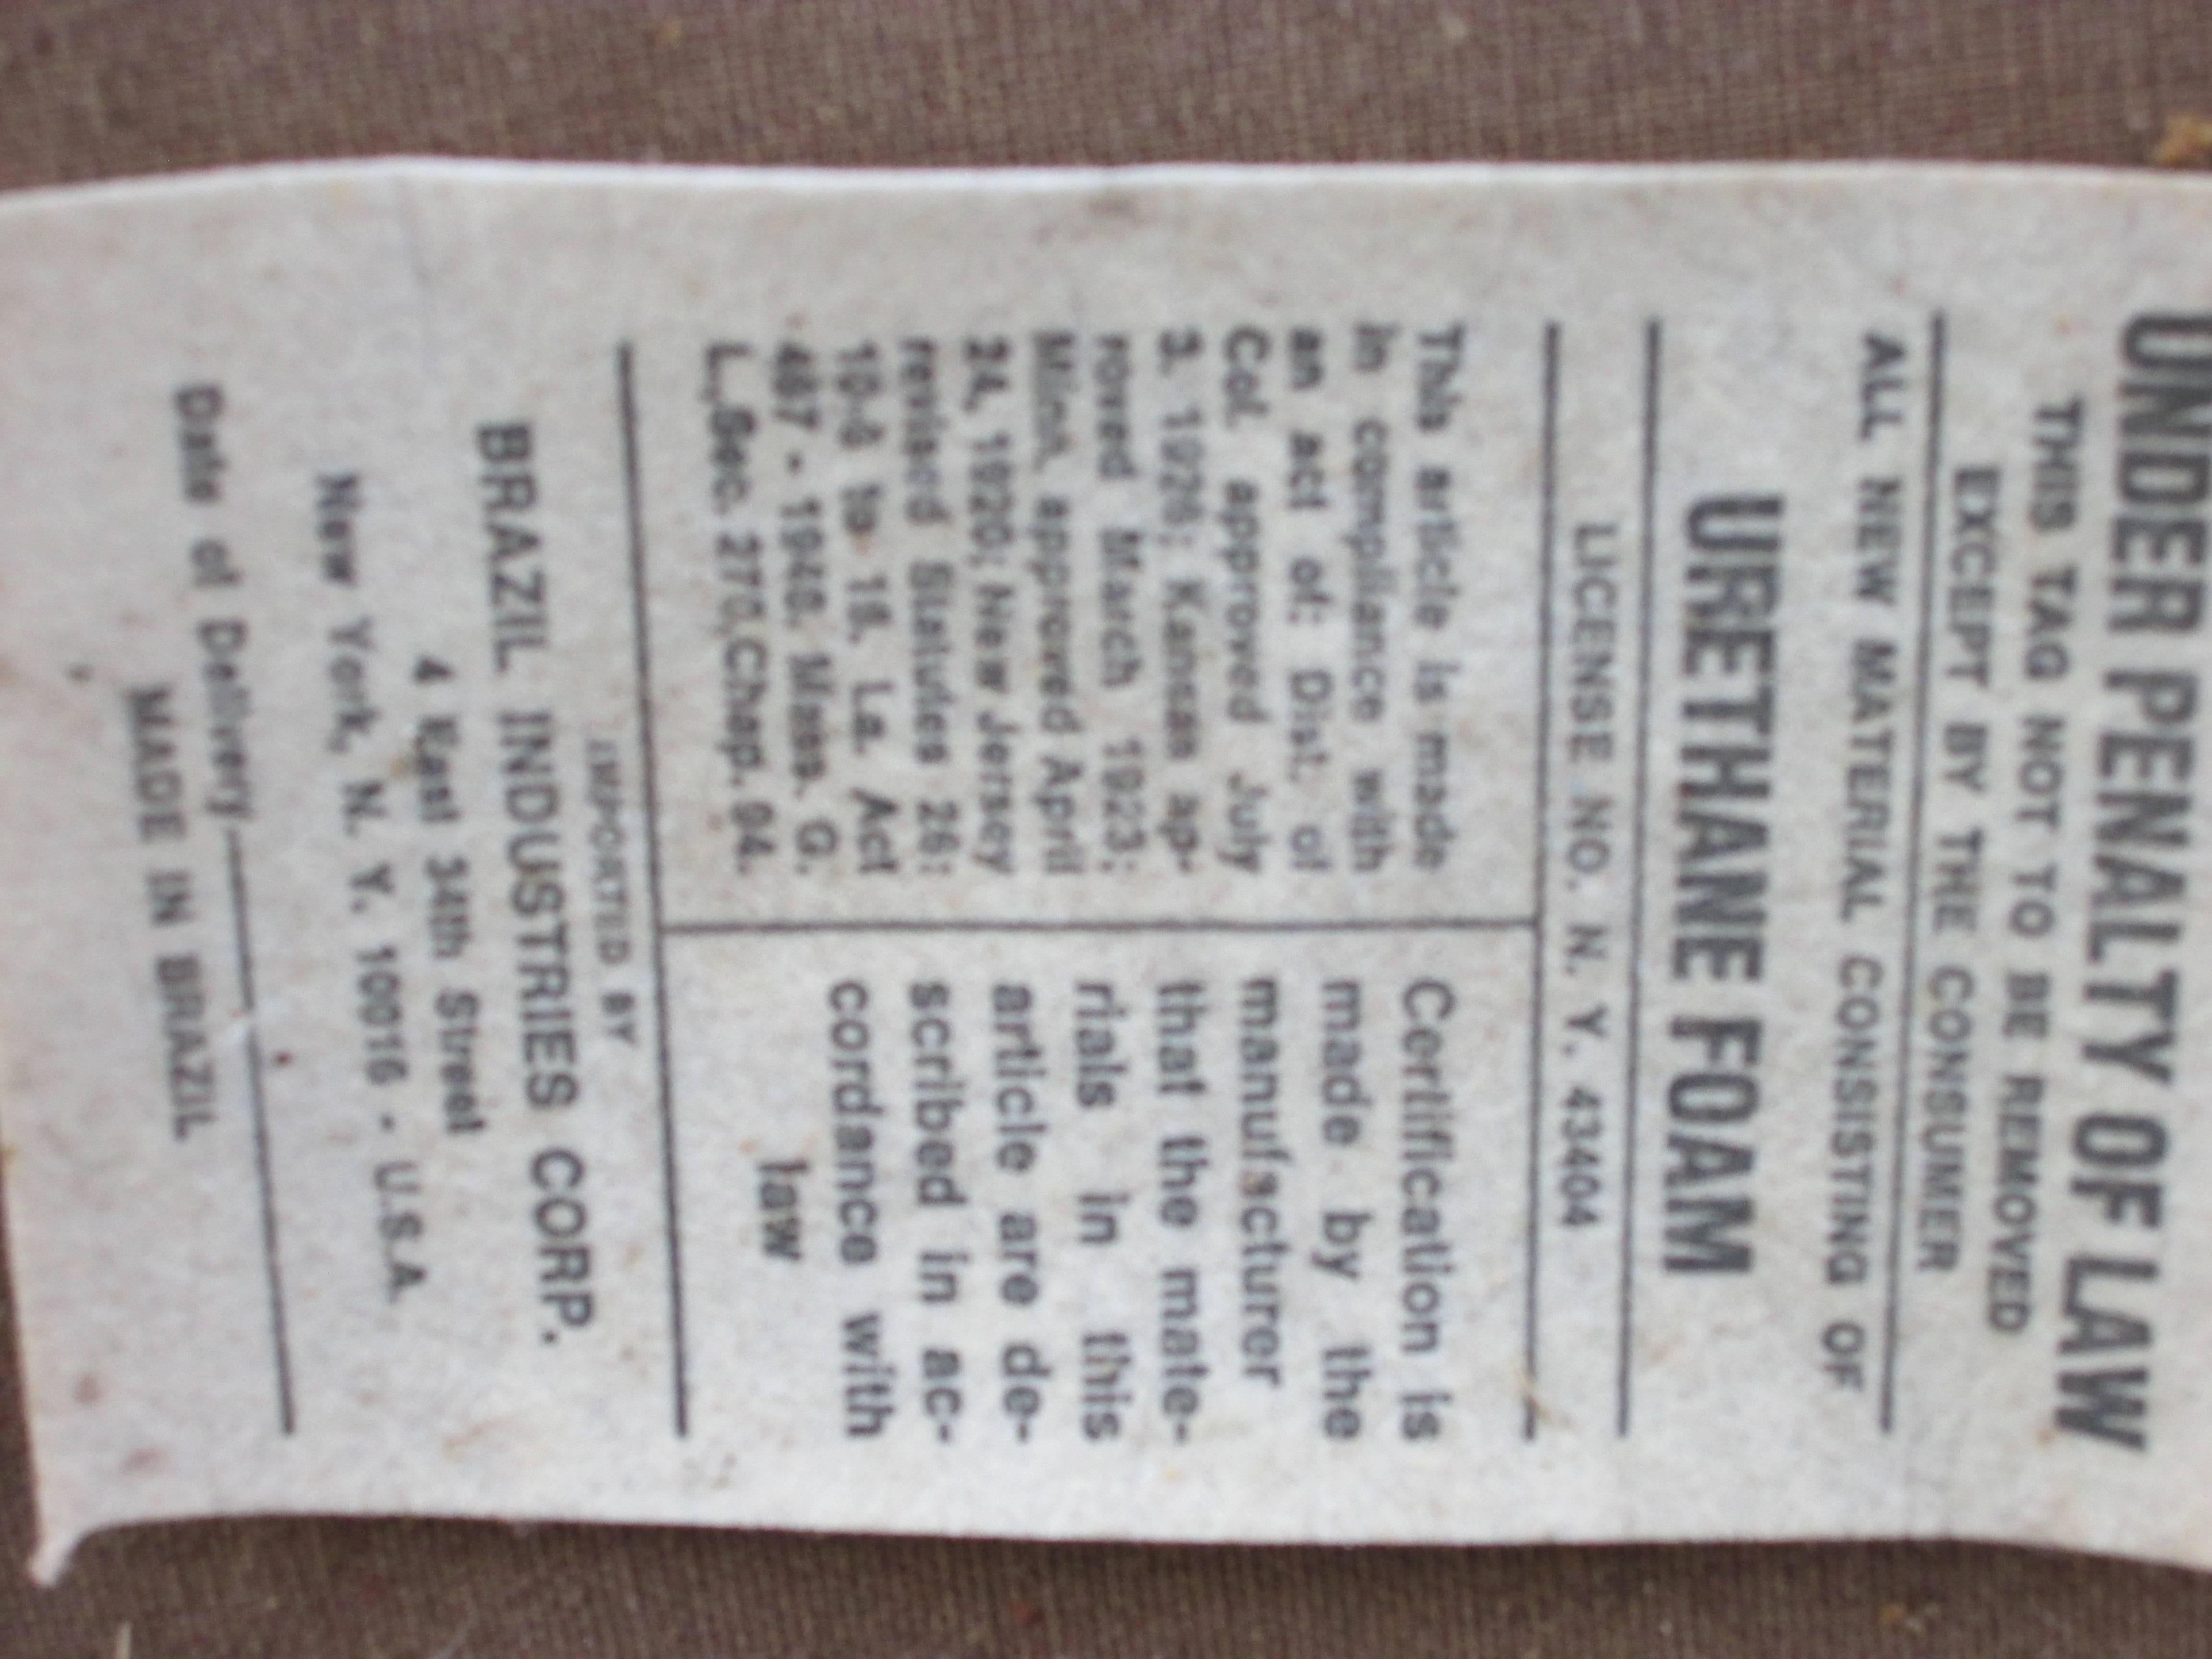 UNDER PENALTY OF LAW
THIS TAG NOT TO BE REMOVED
EXCEPT BY THE CONSUMER
ALL NEW MATERIAL CONSISTING OF
URETHANE FOAM
LICENSE NO. N. Y. 43404
This article is made
in compliance with
an act of: Dist. of
Col. approved July
3, 1926; Kansas ap-
roved March 1923;
Minn. approved April
24, 1920; New Jersey
revised Statutes 26:
10-6 to 18. La. Act
467 - 1948. Mass. G.
L. Sec. 270, Chap. 94.
Certification is
made by the
manufscturer
that the mate-
rials in this
article are de-
scribed in ac-
cordance with
law
IMPORTED BY
BRAZIL INDUSTRIES CORP.
4 East 34th Street
New York, N. Y. 10016 - U.S.A.
Date of Delivery
MADE IN BRAZIL